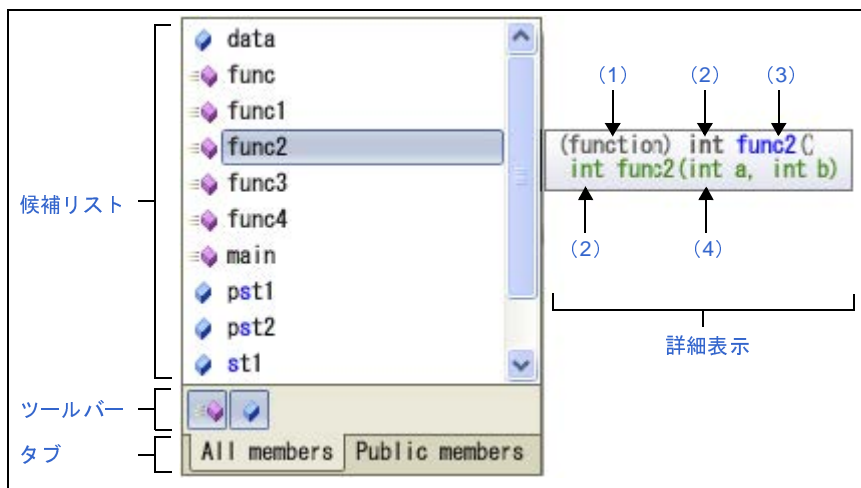 data
func
func1
func2
func3
func4
main
pst1
pst2
st1
All members
Public members
候補リスト
ツールバー
タブ
(1)
(2)
(3)
(function) int func2()
int func2(int a, int b)
(2)
(4)
詳細表示